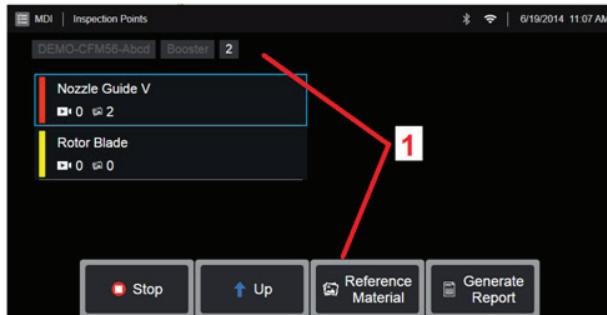 MDI | Inspection Points 6/19/2014 11:07 AM
DEMO-CFM56-Abcd Booster 2
Nozzle Guide V
0 2
Rotor Blade
0 0
1
Stop Up Reference Material Generate Report